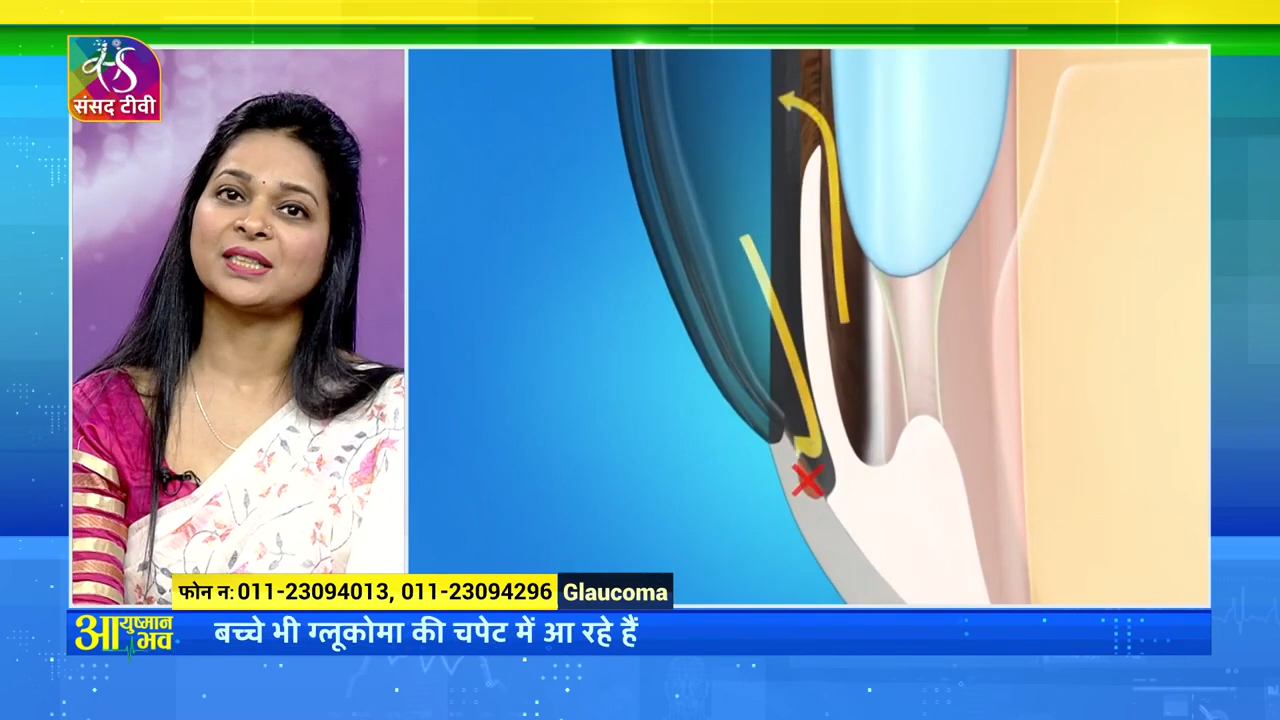 संसद टीवी
फोन न: 011-23094013, 011-23094296 Glaucoma
आयुष्मान भव
बच्चे भी ग्लूकोमा की चपेट में आ रहे हैं